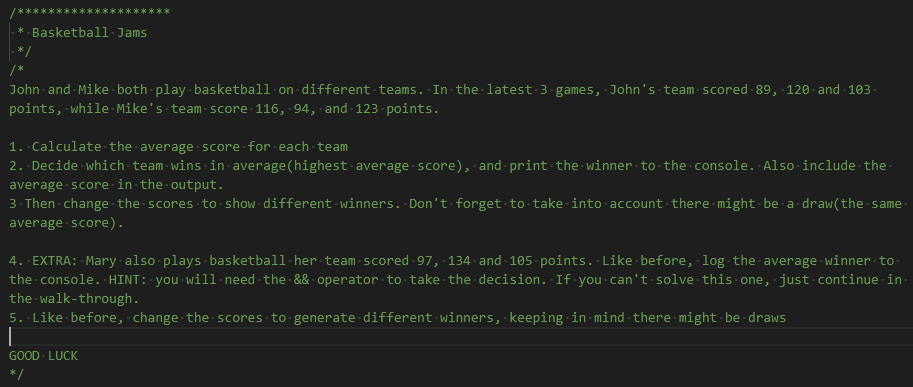 /********************
 * Basketball Jams
 */
/*
John and Mike both play basketball on different teams. In the latest 3 games, John's team scored 89, 120 and 103
points, while Mike's team score 116, 94, and 123 points.

1. Calculate the average score for each team
2. Decide which team wins in average(highest average score), and print the winner to the console. Also include the
average score in the output.
3 Then change the scores to show different winners. Don't forget to take into account there might be a draw(the same
average score).

4. EXTRA: Mary also plays basketball her team scored 97, 134 and 105 points. Like before, log the average winner to
the console. HINT: you will need the && operator to take the decision. If you can't solve this one, just continue in
the walk-through.
5. Like before, change the scores to generate different winners, keeping in mind there might be draws

GOOD LUCK
*/